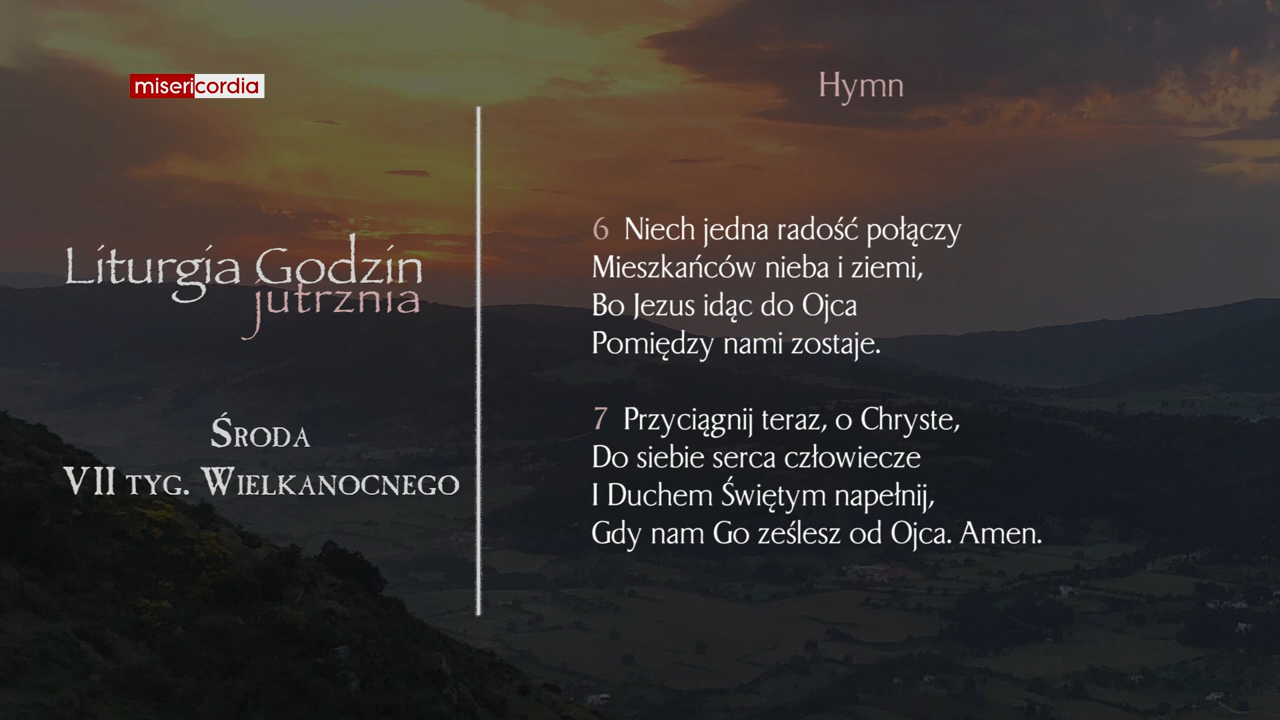 misericordia
Liturgia Godzin
jutrznia
Środa
VII tyg. Wielkanocnego
Hymn
6 Niech jedna radość połączy
Mieszkańców nieba i ziemi,
Bo Jezus idąc do Ojca
Pomiędzy nami zostaje.
7 Przyciągnij teraz, o Chryste,
Do siebie serca człowiecze
I Duchem Świętym napełnij,
Gdy nam Go ześlesz od Ojca. Amen.